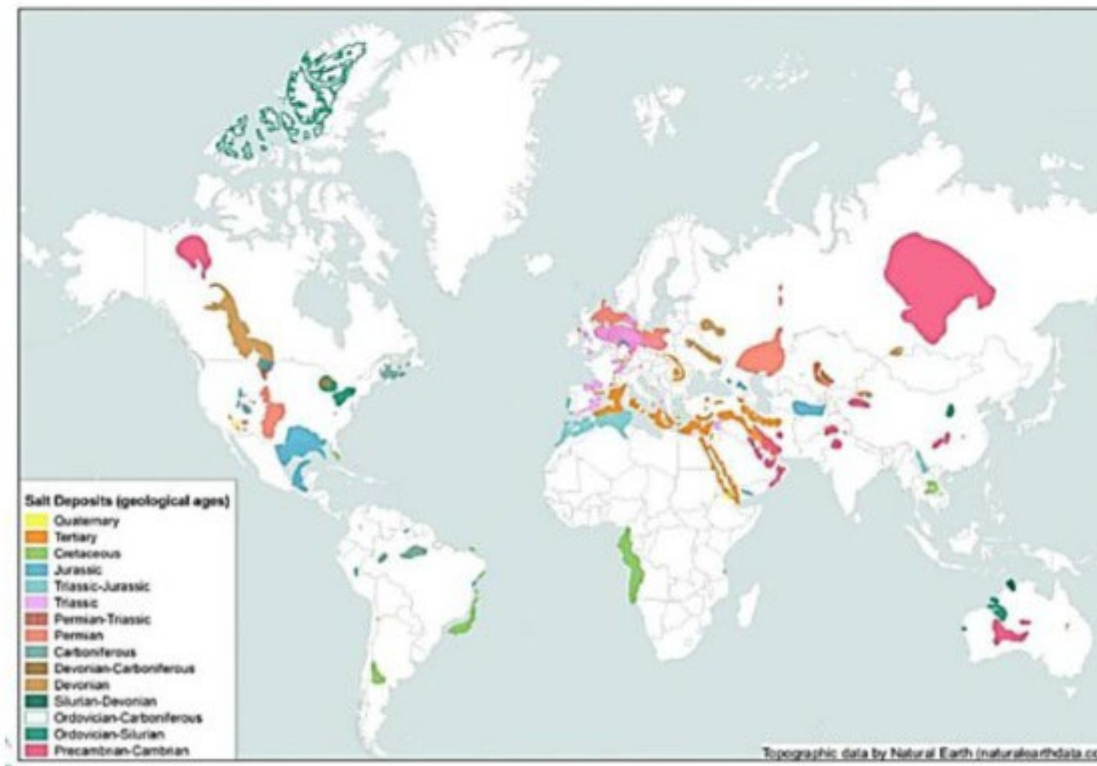 Salt Deposits (geological ages)
Quaternary
Tertiary
Cretaceous
Jurassic
Triassic-Jurassic
Triassic
Permian-Triassic
Permian
Carboniferous
Devonian-Carboniferous
Devonian
Silurian-Devonian
Ordovician-Carboniferous
Ordovician-Silurian
Precambrian-Cambrian
Topographic data by Natural Earth (naturalearthdata.co